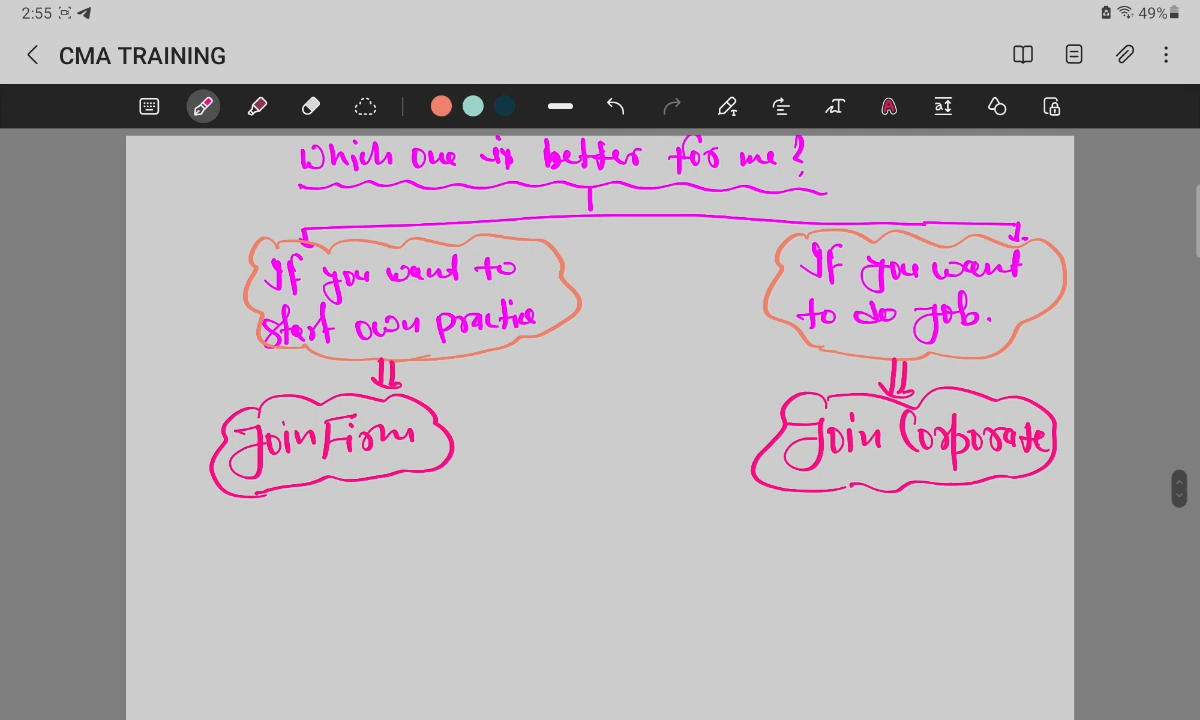 2:55
49%
CMA TRAINING
Which one is better for me?
If you want to
start own practice
If you want
to do job.
Join Firm
Join Corporate